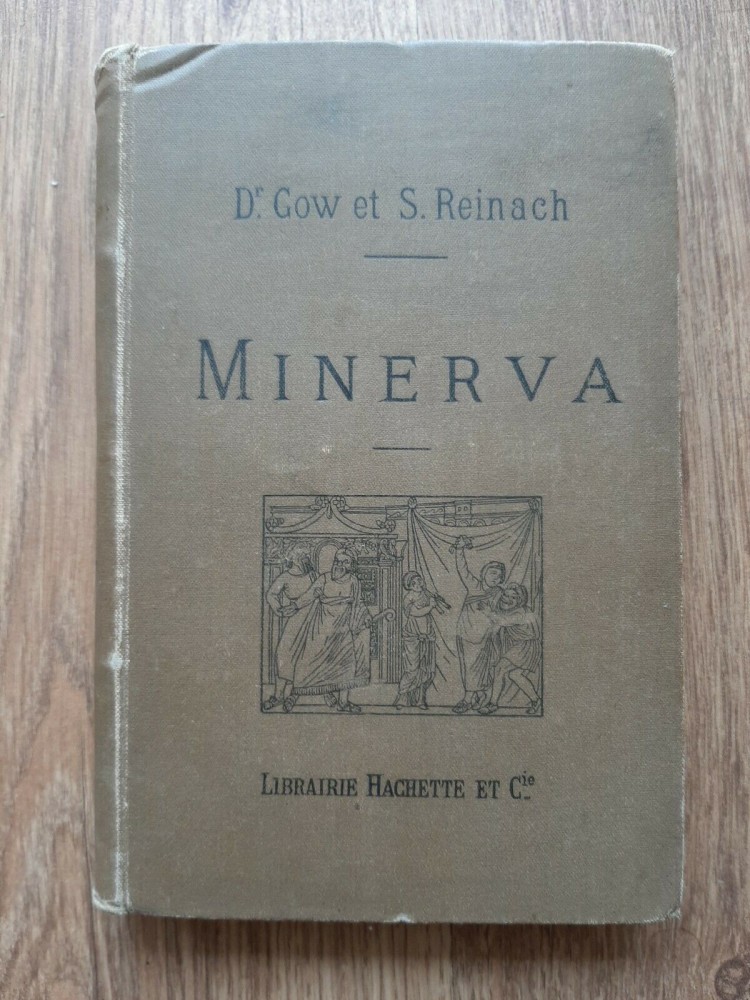 Dr. Gow et S. Reinach
MINERVA
LIBRAIRIE HACHETTE ET Cie